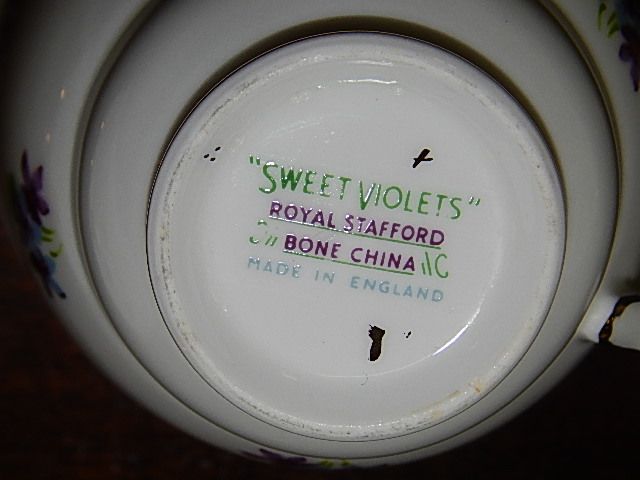 "SWEET VIOLETS"
ROYAL STAFFORD
BONE CHINA
MADE IN ENGLAND